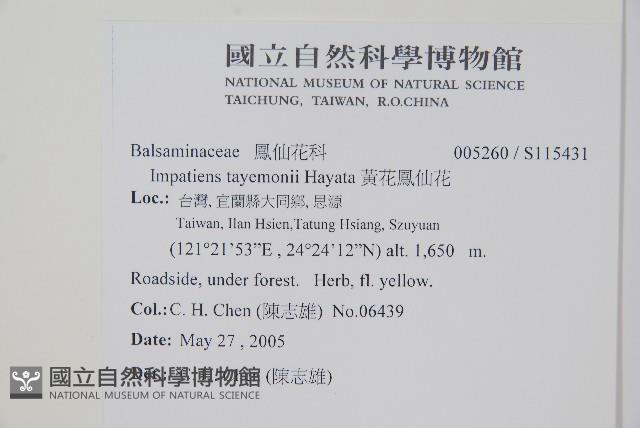 國立自然科學博物館
NATIONAL MUSEUM OF NATURAL SCIENCE
TAICHUNG, TAIWAN, R.O.CHINA
Balsaminaceae 鳳仙花科 005260 / S115431
Impatiens tayemonii Hayata 黃花鳳仙花
Loc.: 台灣, 宜蘭縣大同鄉, 思源
Taiwan, Ilan Hsien,Tatung Hsiang, Szuyuan
(121°21'53”E , 24°24'12”N) alt. 1,650 m.
Roadside, under forest. Herb, fl. yellow.
Col.: C. H. Chen (陳志雄) No.06439
Date: May 27 , 2005
(陳志雄)
國立自然科學博物館
NATIONAL MUSEUM OF NATURAL SCIENCE